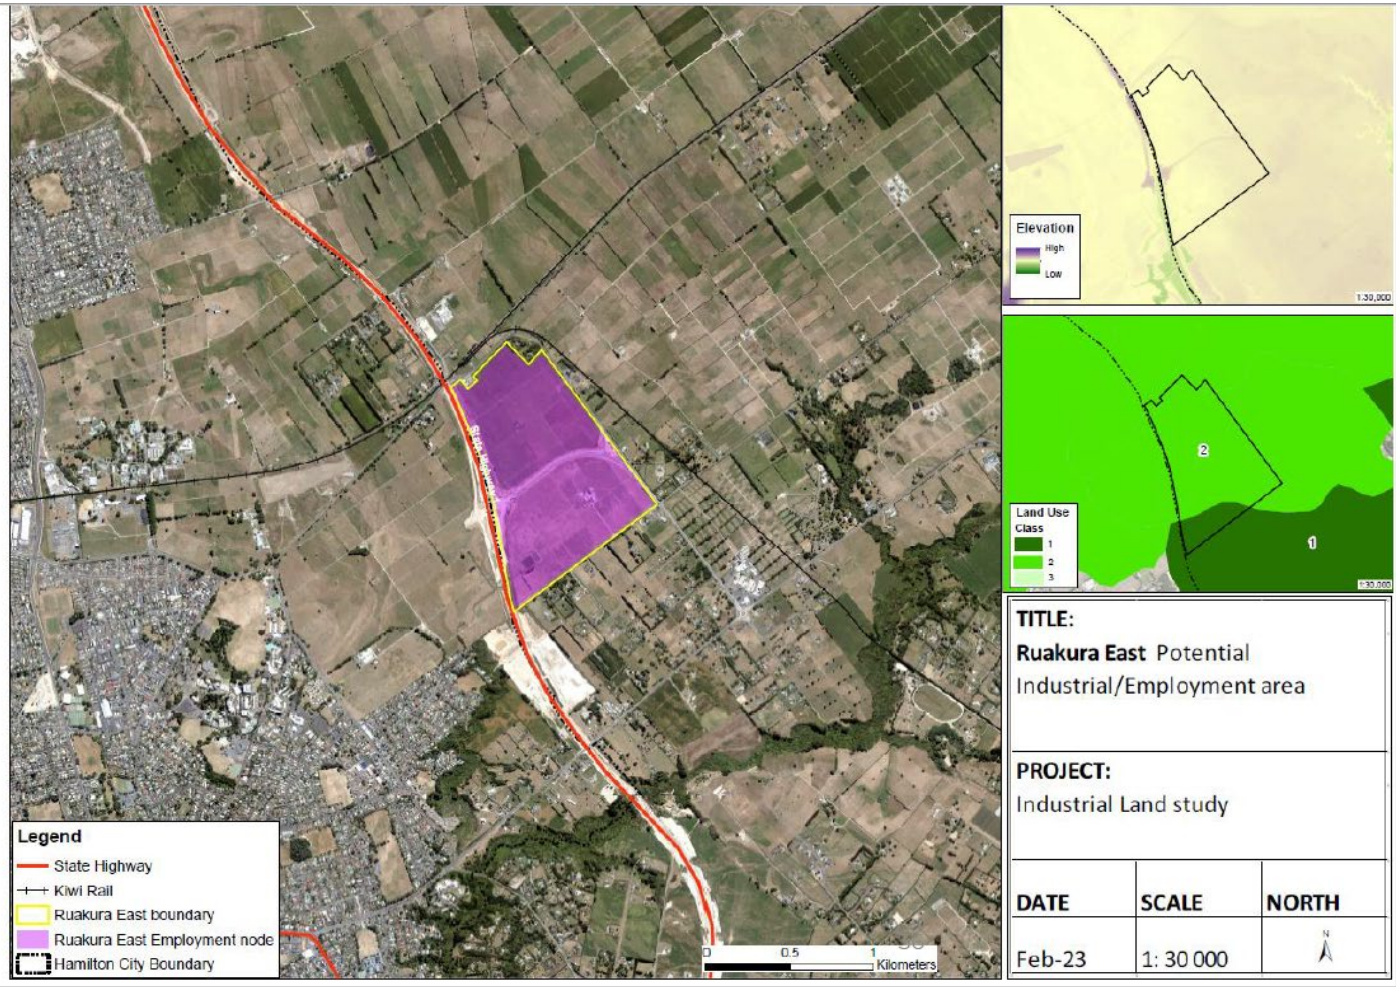 State Highway
Legend
State Highway
Kiwi Rail
Ruakura East boundary
Ruakura East Employment node
Hamilton City Boundary
0 0.5 1
Kilometers
Elevation
High
Low
1:30,000
2
1
Land Use
Class
1
2
3
1:30,000
TITLE:
Ruakura East Potential
Industrial/Employment area
PROJECT:
Industrial Land study
DATE SCALE NORTH
N
Feb-23 1: 30 000